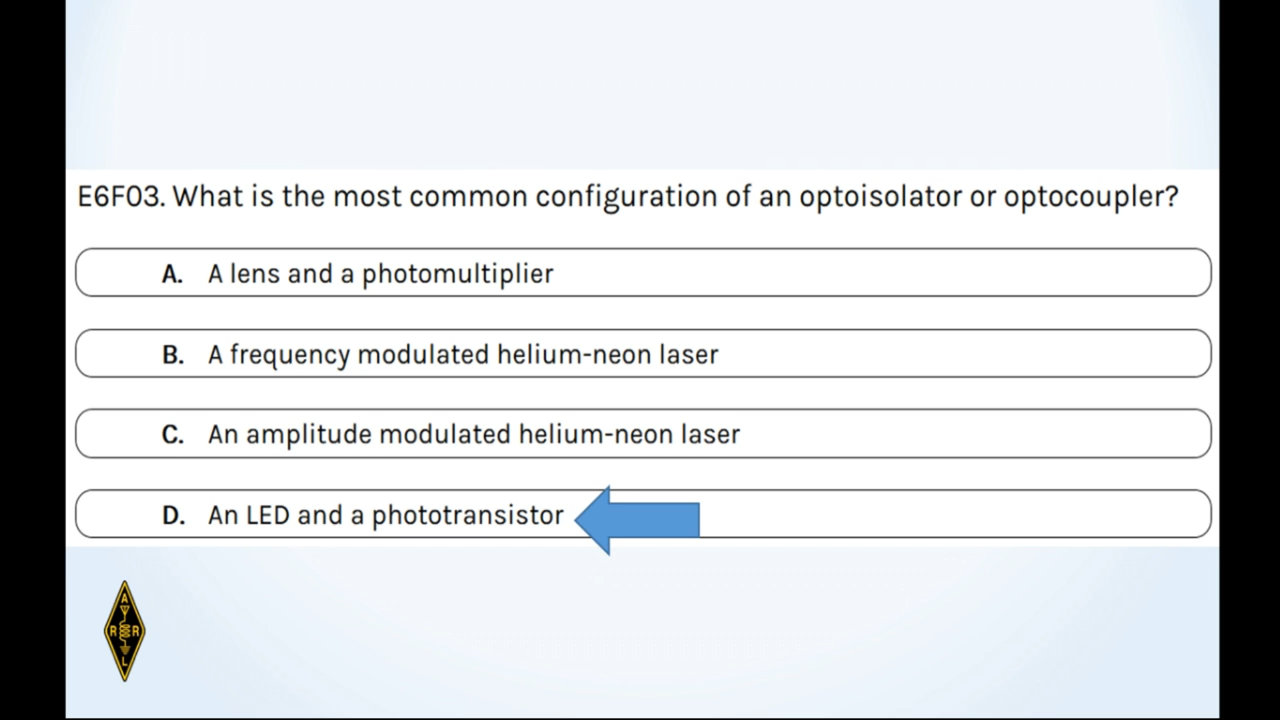 E6F03. What is the most common configuration of an optoisolator or optocoupler?
A. A lens and a photomultiplier
B. A frequency modulated helium-neon laser
C. An amplitude modulated helium-neon laser
D. An LED and a phototransistor
A
R R
L